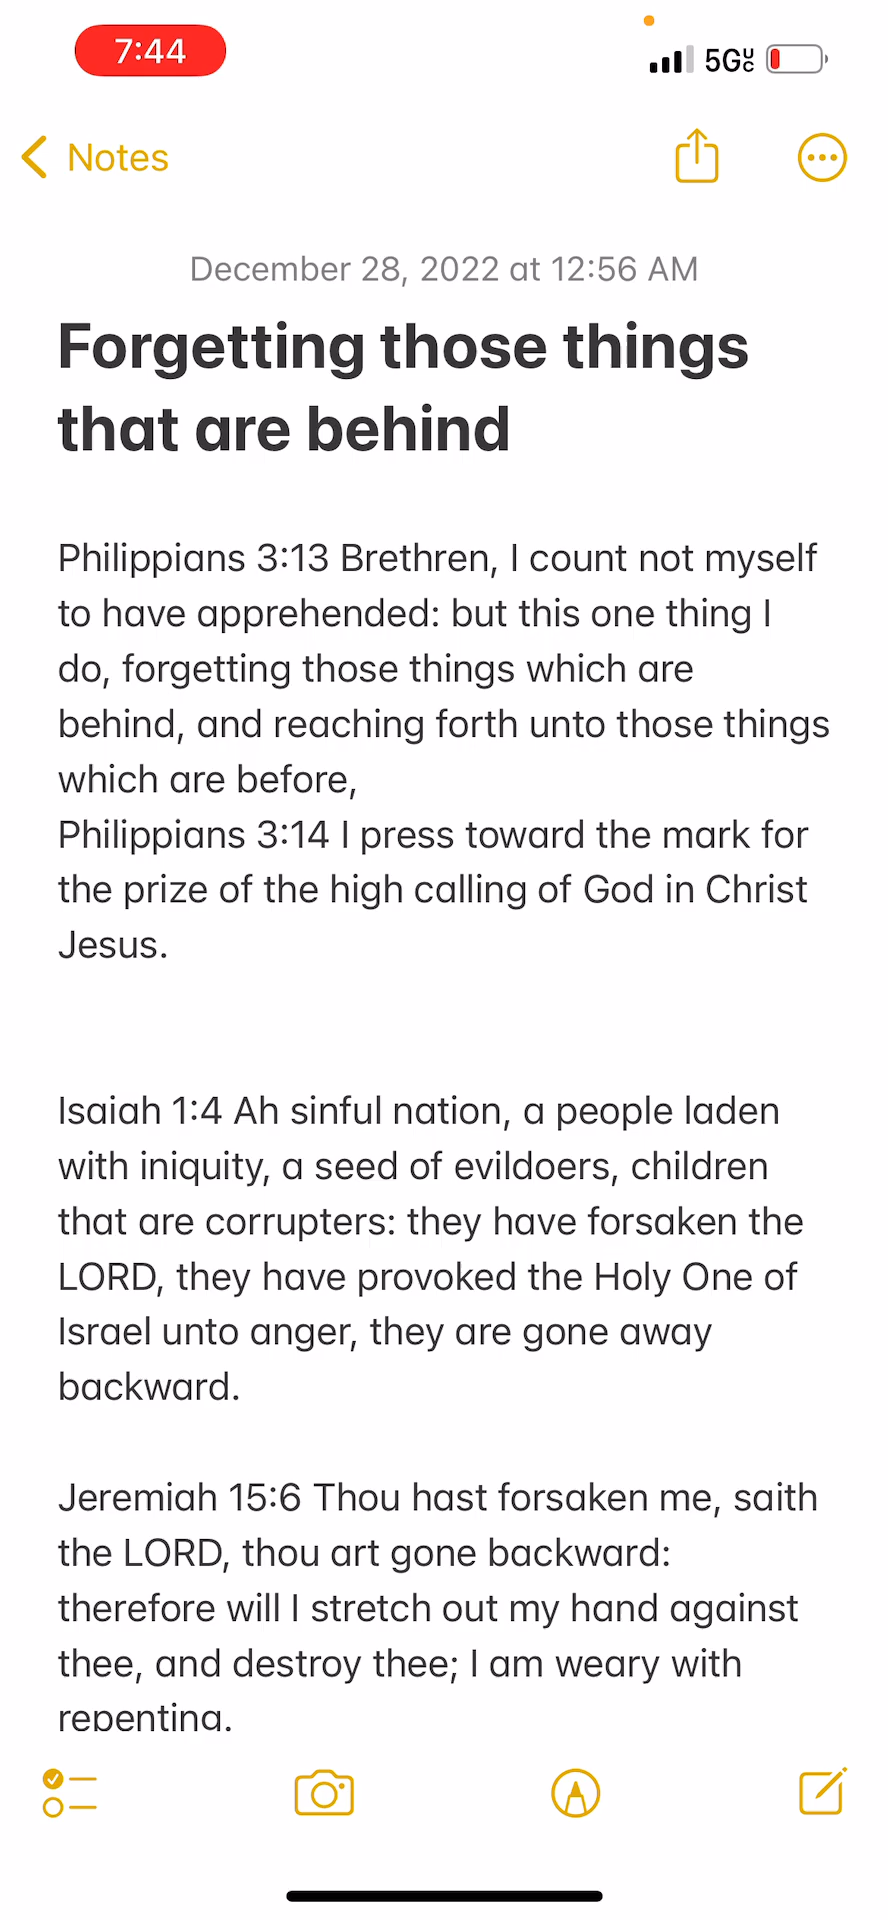 7:44
5GUC
Notes
December 28, 2022 at 12:56 AM
Forgetting those things
that are behind
Philippians 3:13 Brethren, I count not myself
to have apprehended: but this one thing I
do, forgetting those things which are
behind, and reaching forth unto those things
which are before,
Philippians 3:14 I press toward the mark for
the prize of the high calling of God in Christ
Jesus.
Isaiah 1:4 Ah sinful nation, a people laden
with iniquity, a seed of evildoers, children
that are corrupters: they have forsaken the
LORD, they have provoked the Holy One of
Israel unto anger, they are gone away
backward.
Jeremiah 15:6 Thou hast forsaken me, saith
the LORD, thou art gone backward:
therefore will I stretch out my hand against
thee, and destroy thee; I am weary with
repenting.